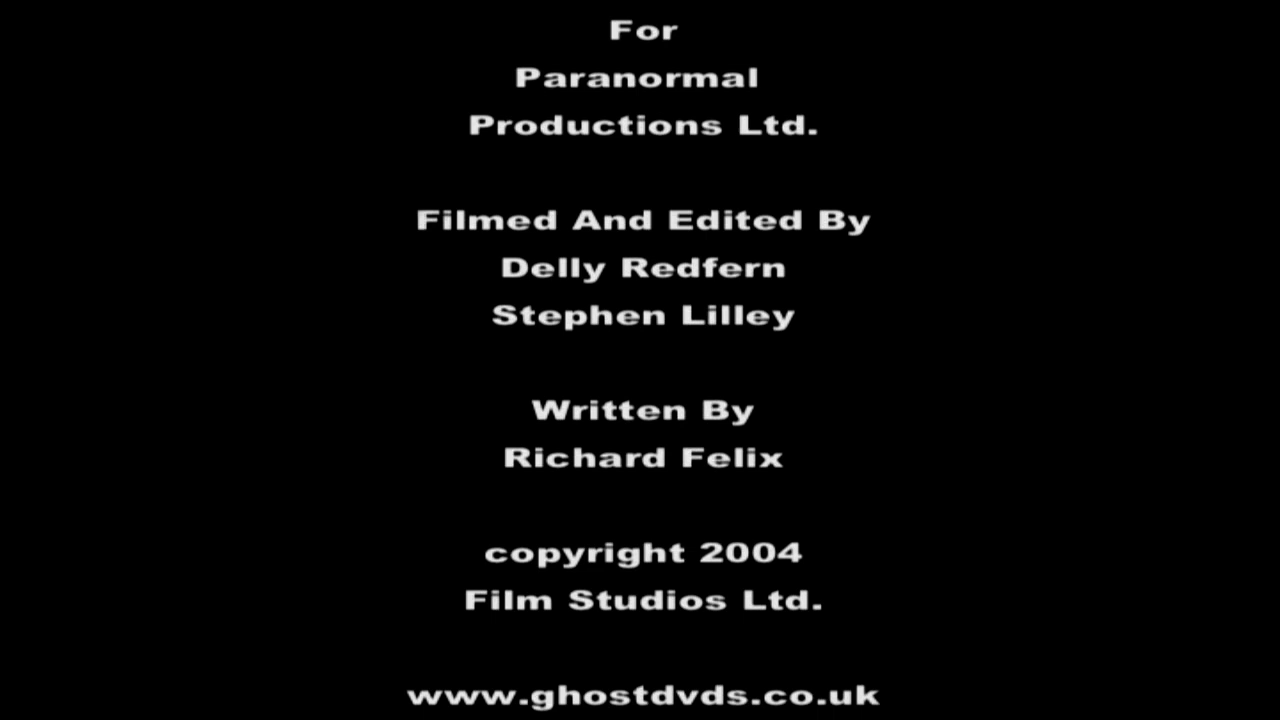 For
Paranormal
Productions Ltd.
Filmed And Edited By
Delly Redfern
Stephen Lilley
Written By
Richard Felix
copyright 2004
Film Studios Ltd.
www.ghostdvds.co.uk